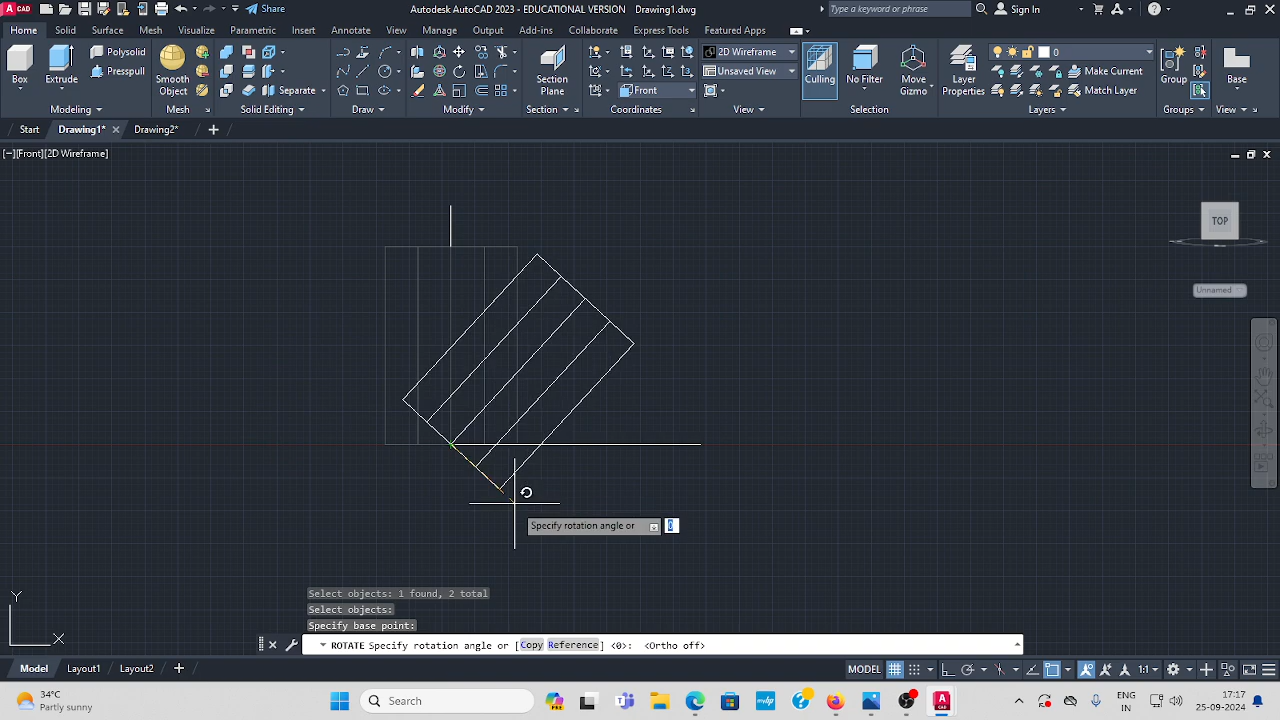 CAD
Autodesk AutoCAD 2023 - EDUCATIONAL VERSION Drawing1.dwg
Type a keyword or phrase
Sign In
Home Solid Surface Mesh Visualize Parametric Insert Annotate View Manage Output Add-ins Collaborate Express Tools Featured Apps
Box
Extrude
Polysolid
Presspull
Smooth Object
Separate
Section Plane
2D Wireframe
Unsaved View
Front
Culling
No Filter
Move Gizmo
Layer Properties
0
Make Current
Match Layer
Group
Base
Modeling Mesh Solid Editing Draw Modify Section Coordinates View Selection Layers Groups View
Start Drawing1* Drawing2*
[−][Front][2D Wireframe]
TOP
Unnamed
Specify rotation angle or 0
Select objects: 1 found, 2 total
Select objects:
Specify base point:
Y
X
ROTATE Specify rotation angle or [Copy Reference] <0>: <Ortho off>
Model Layout1 Layout2
MODEL 1:1
34°C
Partly sunny
Search
myhp
CAD
ENG
IN
17:17
25-09-2024